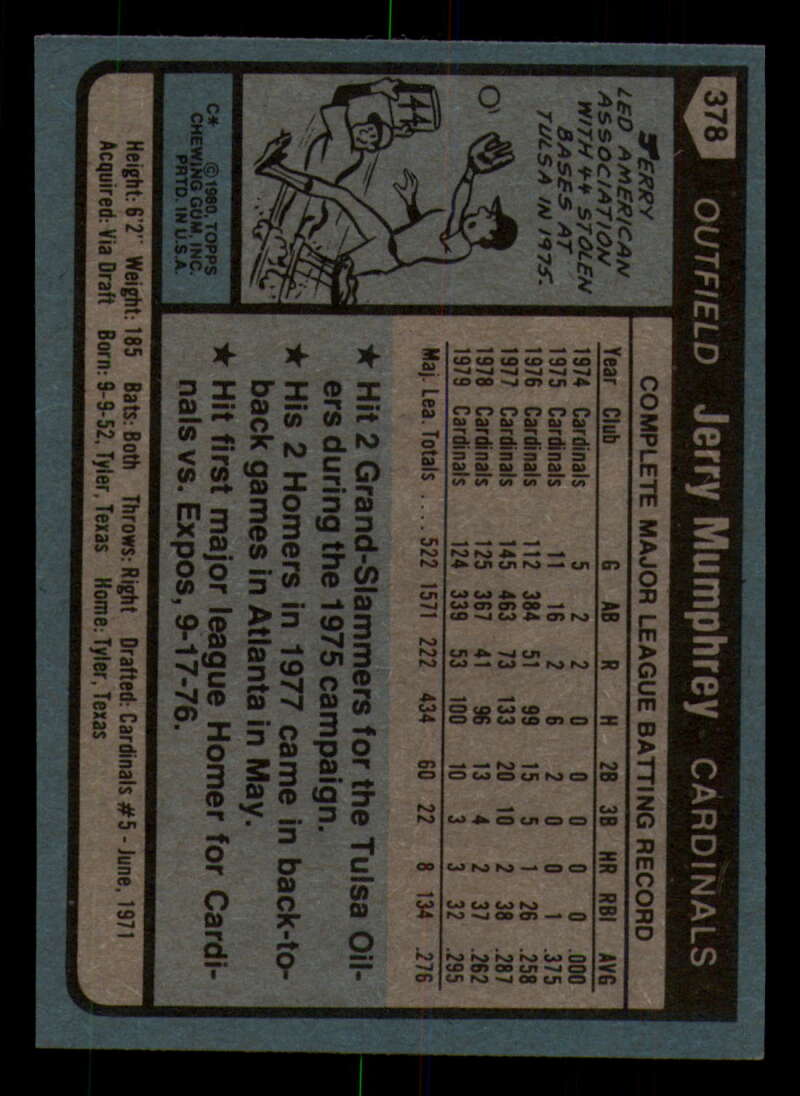 378
OUTFIELD Jerry Mumphrey CARDINALS
JERRY
LED AMERICAN
ASSOCIATION
WITH 44 STOLEN
BASES AT
TULSA IN 1975.
44
C* ©1980, TOPPS
CHEWING GUM, INC.
PRTD. IN U.S.A.
COMPLETE MAJOR LEAGUE BATTING RECORD
Year Club G AB R H 2B 3B HR RBI AVG
1974 Cardinals 5 2 2 0 0 0 0 0 .000
1975 Cardinals 11 16 2 6 2 0 0 1 .375
1976 Cardinals 112 384 51 99 15 5 1 26 .258
1977 Cardinals 145 463 73 133 20 10 2 38 .287
1978 Cardinals 125 367 41 96 13 4 2 37 .262
1979 Cardinals 124 339 53 100 10 3 3 32 .295
Maj. Lea. Totals .... 522 1571 222 434 60 22 8 134 .276
★ Hit 2 Grand-Slammers for the Tulsa Oil-
ers during the 1975 campaign.
★ His 2 Homers in 1977 came in back-to-
back games in Atlanta in May.
★ Hit first major league Homer for Cardi-
nals vs. Expos, 9-17-76.
Height: 6'2" Weight: 185 Bats: Both Throws: Right Drafted: Cardinals #5 - June, 1971
Acquired: Via Draft Born: 9-9-52, Tyler, Texas Home: Tyler, Texas